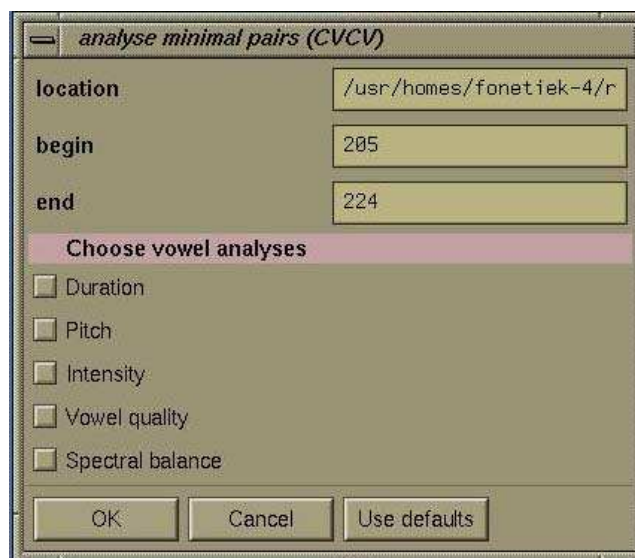 analyse minimal pairs (CVCV)
location /usr/homes/fonetiek-4/r
begin 205
end 224
Choose vowel analyses
Duration
Pitch
Intensity
Vowel quality
Spectral balance
OK Cancel Use defaults